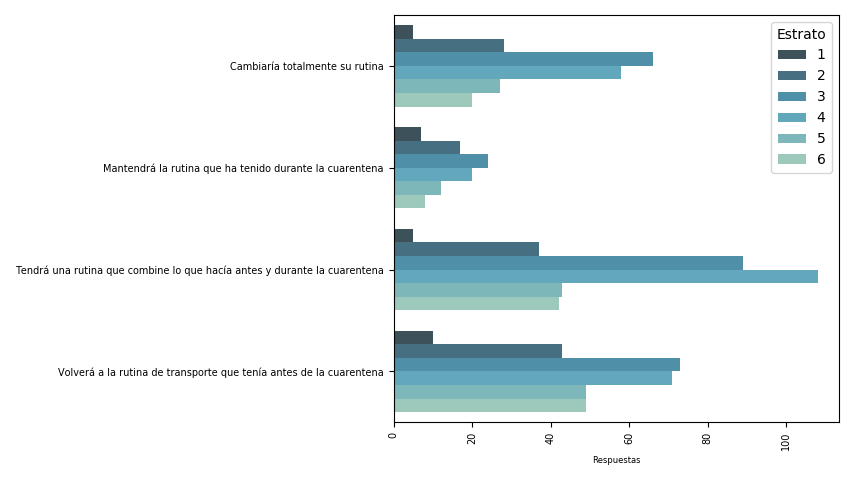 Estrato
1
2
3
4
5
6
Cambiaría totalmente su rutina
Mantendrá la rutina que ha tenido durante la cuarentena
Tendrá una rutina que combine lo que hacía antes y durante la cuarentena
Volverá a la rutina de transporte que tenía antes de la cuarentena
0 20 40 60 80 100
Respuestas